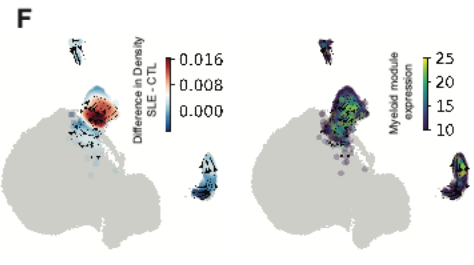 F
Difference in Density
SLE - CTL
0.016
0.008
0.000
Myeloid module
expression
25
20
15
10